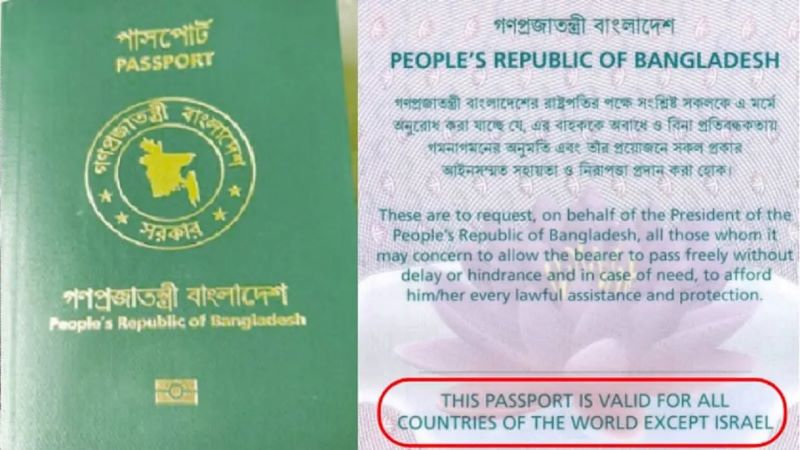 পাসপোর্ট
PASSPORT
গণপ্রজাতন্ত্রী বাংলাদেশ
সরকার
গণপ্রজাতন্ত্রী বাংলাদেশ
People's Republic of Bangladesh
গণপ্রজাতন্ত্রী বাংলাদেশ
PEOPLE'S REPUBLIC OF BANGLADESH
গণপ্রজাতন্ত্রী বাংলাদেশের রাষ্ট্রপতির পক্ষে সংশ্লিষ্ট সকলকে এ মর্মে
অনুরোধ করা যাচ্ছে যে, এর বাহককে অবাধে ও বিনা প্রতিবন্ধকতায়
গমনাগমনের অনুমতি এবং তাঁর প্রয়োজনে সকল প্রকার
আইনসম্মত সহায়তা ও নিরাপত্তা প্রদান করা হোক।
These are to request, on behalf of the President of the
People's Republic of Bangladesh, all those whom it
may concern to allow the bearer to pass freely without
delay or hindrance and in case of need, to afford
him/her every lawful assistance and protection.
THIS PASSPORT IS VALID FOR ALL
COUNTRIES OF THE WORLD EXCEPT ISRAEL